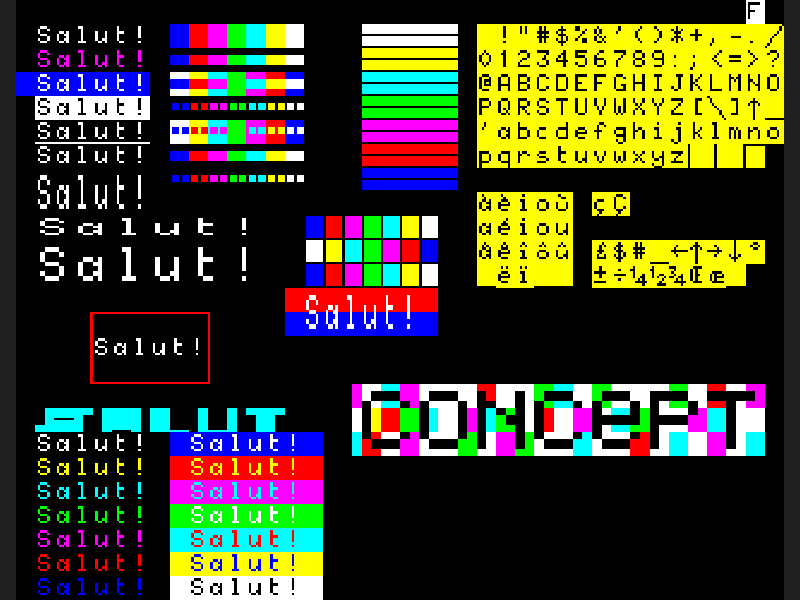 F
Salut!
Salut!
Salut!
Salut!
Salut!
Salut!
Salut!
Salut!
Salut!
!"#$%&'()*+,-./
0123456789:;<=>?
@ABCDEFGHIJKLMNO
PQRSTUVWXYZ[\]↑_
'abcdefghijklmno
pqrstuvwxyz||
àèìoù çÇ
aéiou
âêîôû £$#_←↑→↓°
ëï ±÷¼½¾Œœ
Salut!
Salut!
CONCEPT
SALUT
Salut! Salut!
Salut! Salut!
Salut! Salut!
Salut! Salut!
Salut! Salut!
Salut! Salut!
Salut! Salut!